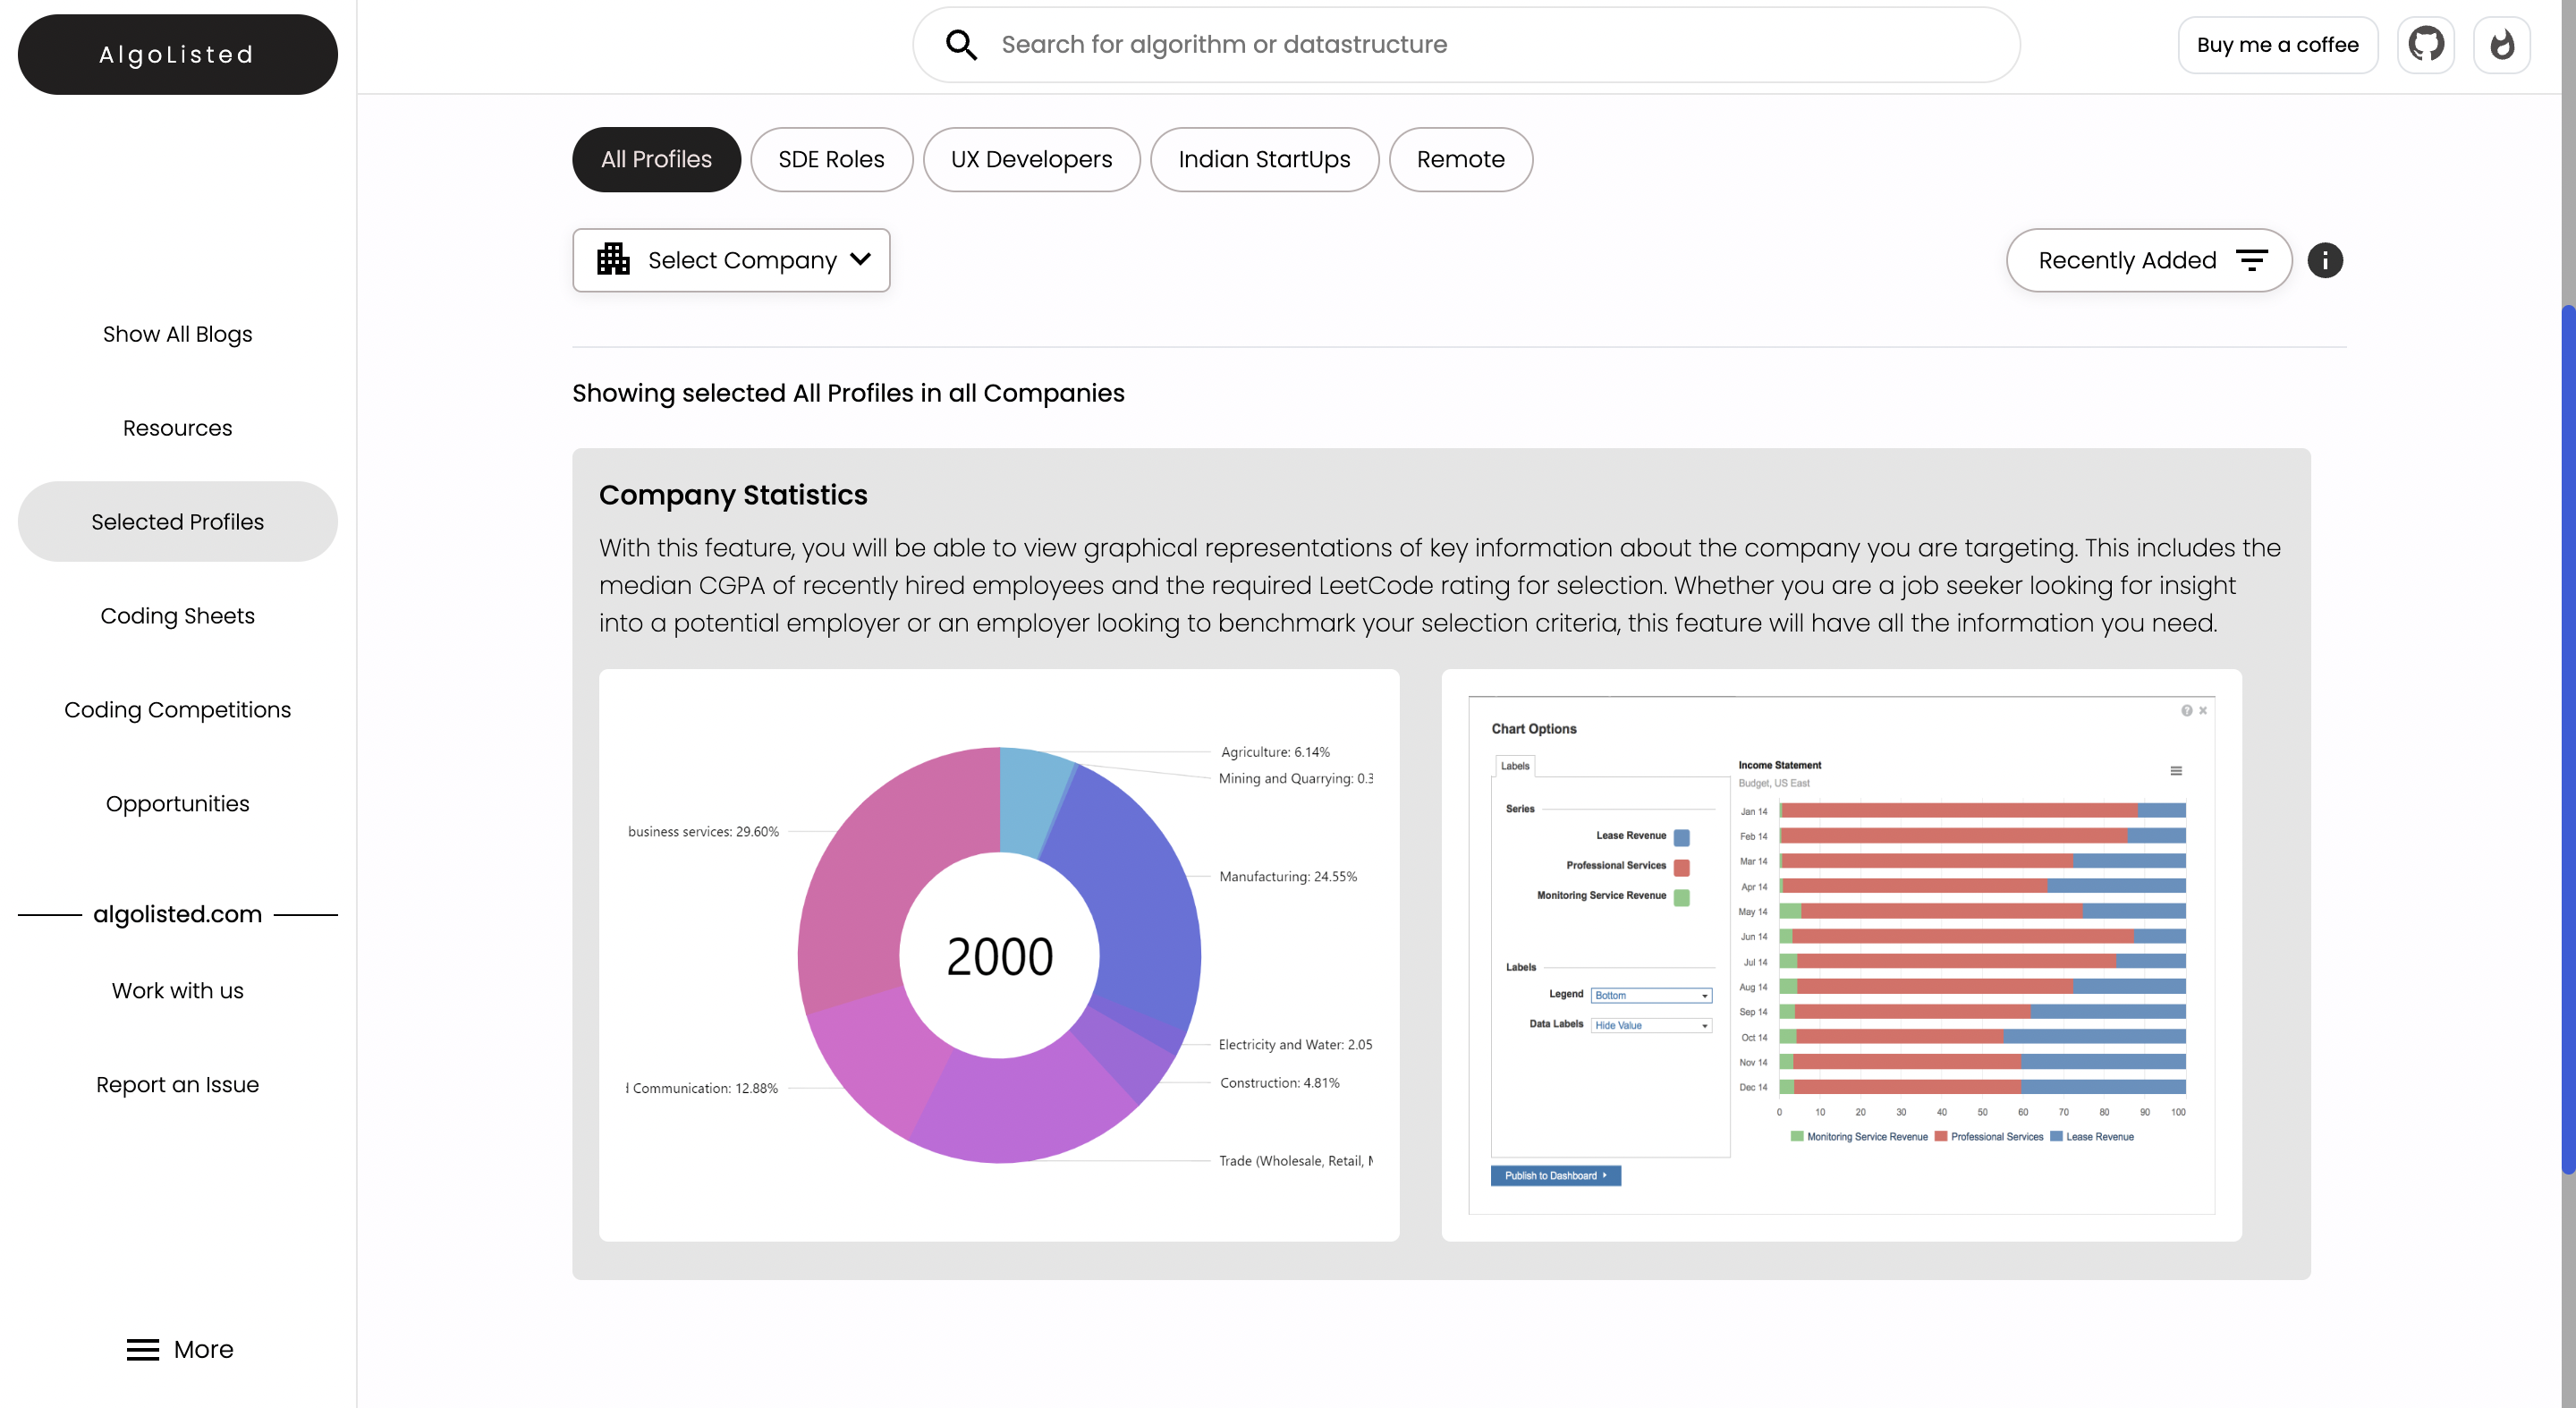 AlgoListed
Search for algorithm or datastructure
Buy me a coffee
Show All Blogs
Resources
Selected Profiles
Coding Sheets
Coding Competitions
Opportunities
algolisted.com
Work with us
Report an Issue
More
All Profiles
SDE Roles
UX Developers
Indian StartUps
Remote
Select Company
Recently Added
Showing selected All Profiles in all Companies
Company Statistics
With this feature, you will be able to view graphical representations of key information about the company you are targeting. This includes the
median CGPA of recently hired employees and the required LeetCode rating for selection. Whether you are a job seeker looking for insight
into a potential employer or an employer looking to benchmark your selection criteria, this feature will have all the information you need.
Agriculture: 6.14%
Mining and Quarrying: 0.3
business services: 29.60%
Manufacturing: 24.55%
2000
Electricity and Water: 2.05
Construction: 4.81%
Communication: 12.88%
Trade (Wholesale, Retail,
Chart Options
Labels
Series
Lease Revenue
Professional Services
Monitoring Service Revenue
Labels
Legend Bottom
Data Labels Hide Value
Publish to Dashboard
Income Statement
Budget, US East
Jan 14
Feb 14
Mar 14
Apr 14
May 14
Jun 14
Jul 14
Aug 14
Sep 14
Oct 14
Nov 14
Dec 14
0 10 20 30 40 50 60 70 80 90 100
Monitoring Service Revenue Professional Services Lease Revenue